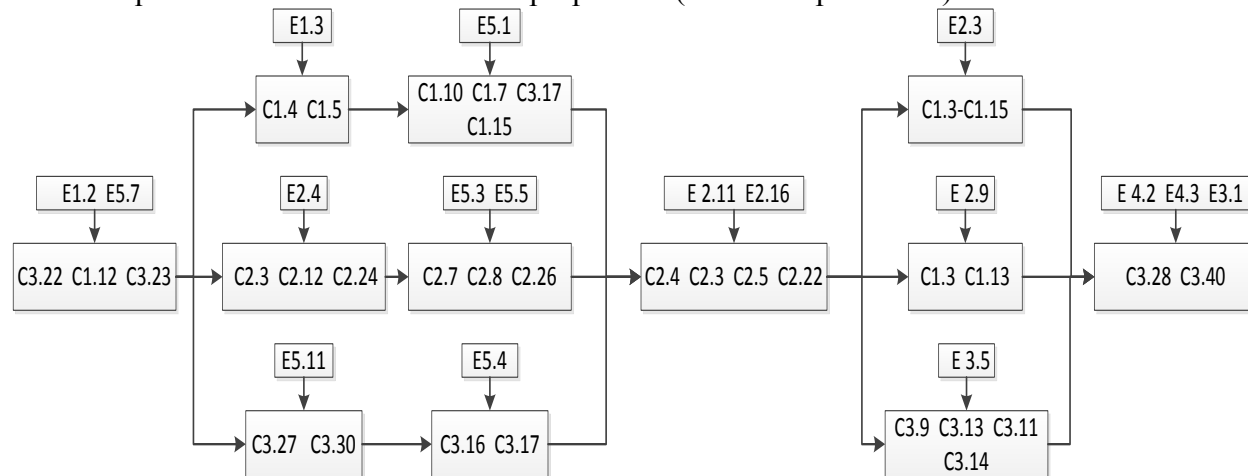 E1.3
E5.1
E2.3
C1.4 C1.5
C1.10 C1.7 C3.17
C1.15
C1.3-C1.15
E1.2 E5.7
E2.4
E5.3 E5.5
E 2.11 E2.16
E 2.9
E 4.2 E4.3 E3.1
C3.22 C1.12 C3.23
C2.3 C2.12 C2.24
C2.7 C2.8 C2.26
C2.4 C2.3 C2.5 C2.22
C1.3 C1.13
C3.28 C3.40
E5.11
E5.4
E 3.5
C3.27 C3.30
C3.16 C3.17
C3.9 C3.13 C3.11
C3.14